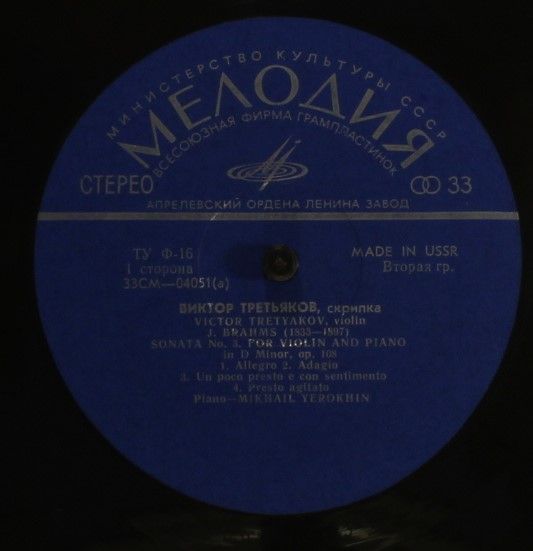 МИНИСТЕРСТВО КУЛЬТУРЫ СССР
МЕЛОДИЯ
ВСЕСОЮЗНАЯ ФИРМА ГРАМПЛАСТИНОК
СТЕРЕО
33
АПРЕЛЕВСКИЙ ОРДЕНА ЛЕНИНА ЗАВОД
ТУ Ф-16
MADE IN USSR
1 сторона
Вторая гр.
33СМ—04051(а)
ВИКТОР ТРЕТЬЯКОВ, скрипка
VICTOR TRETYAKOV, violin
J. BRAHMS (1833—1897)
SONATA No. 3, FOR VIOLIN AND PIANO
in D Minor, op. 108
1. Allegro 2. Adagio
3. Un poco presto e con sentimento
4. Presto agitato
Piano—MIKHAIL YEROKHIN